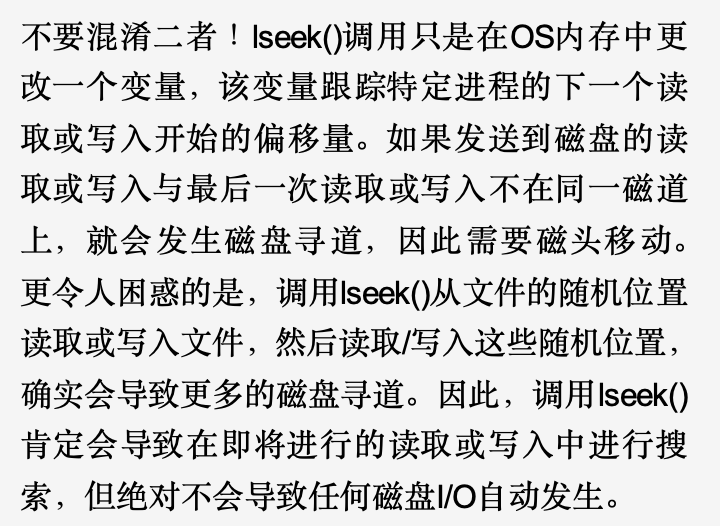 不要混淆二者！lseek()调用只是在OS内存中更
改一个变量，该变量跟踪特定进程的下一个读
取或写入开始的偏移量。如果发送到磁盘的读
取或写入与最后一次读取或写入不在同一磁道
上，就会发生磁盘寻道，因此需要磁头移动。
更令人困惑的是，调用lseek()从文件的随机位置
读取或写入文件，然后读取/写入这些随机位置，
确实会导致更多的磁盘寻道。因此，调用lseek()
肯定会导致在即将进行的读取或写入中进行搜
索，但绝对不会导致任何磁盘I/O自动发生。